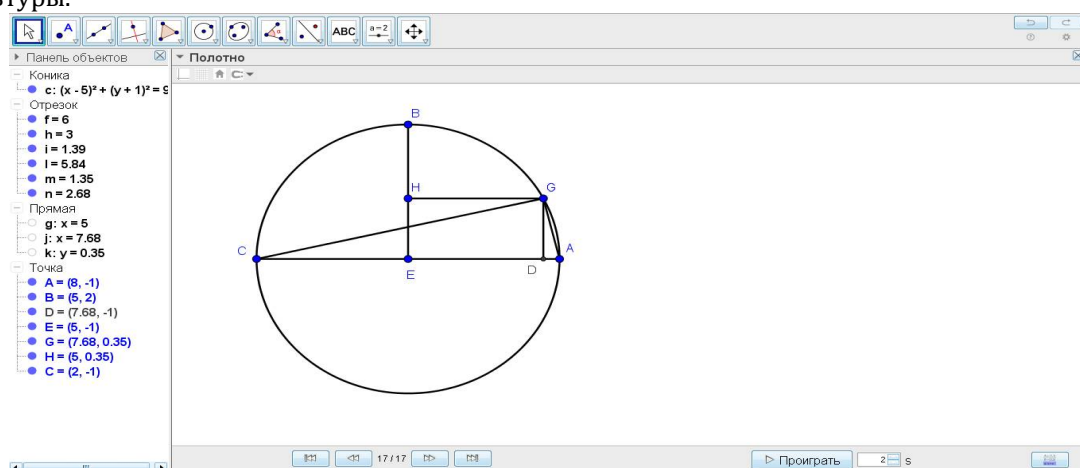 ктуры.
ABC a=2
Панель объектов
Полотно
Коника
c: (x - 5)² + (y + 1)² = 9
Отрезок
f = 6
h = 3
i = 1.39
l = 5.84
m = 1.35
n = 2.68
Прямая
g: x = 5
j: x = 7.68
k: y = 0.35
Точка
A = (8, -1)
B = (5, 2)
D = (7.68, -1)
E = (5, -1)
G = (7.68, 0.35)
H = (5, 0.35)
C = (2, -1)
B
H
G
C
A
E
D
17 / 17
Проиграть
2 s